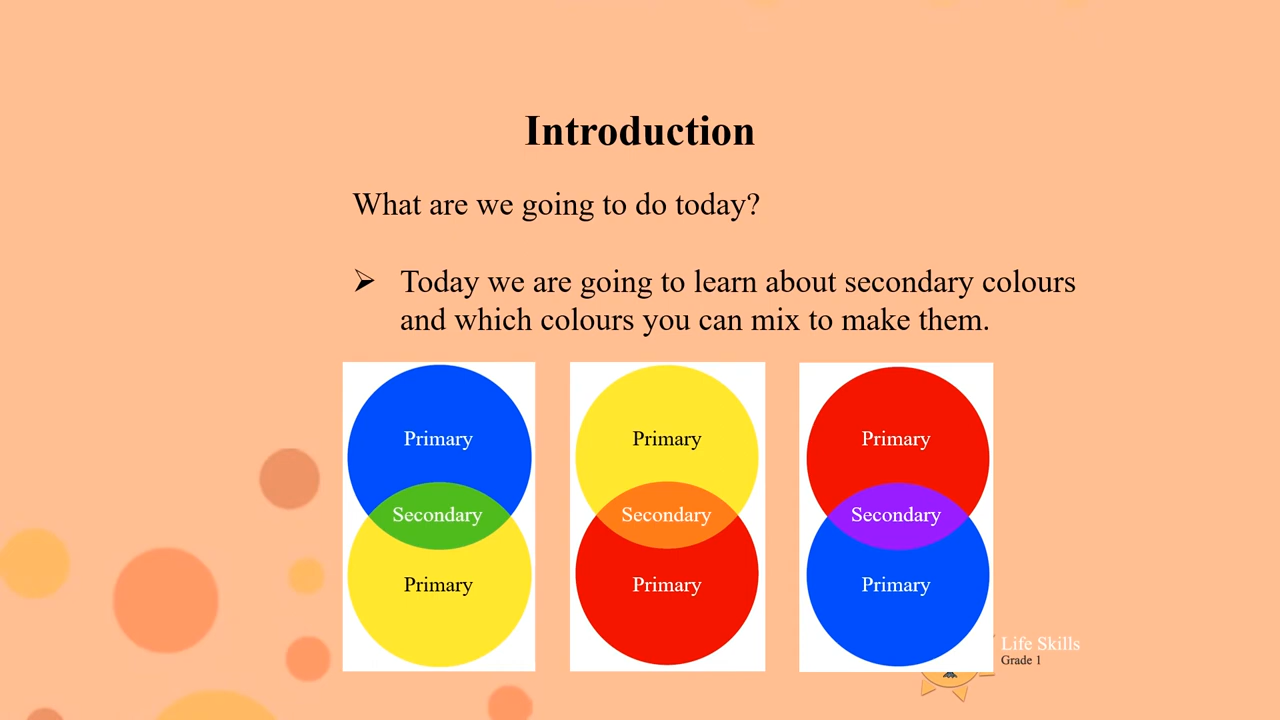 Introduction
What are we going to do today?
➢ Today we are going to learn about secondary colours
and which colours you can mix to make them.
Primary
Secondary
Primary
Primary
Secondary
Primary
Primary
Secondary
Primary
Life Skills
Grade 1